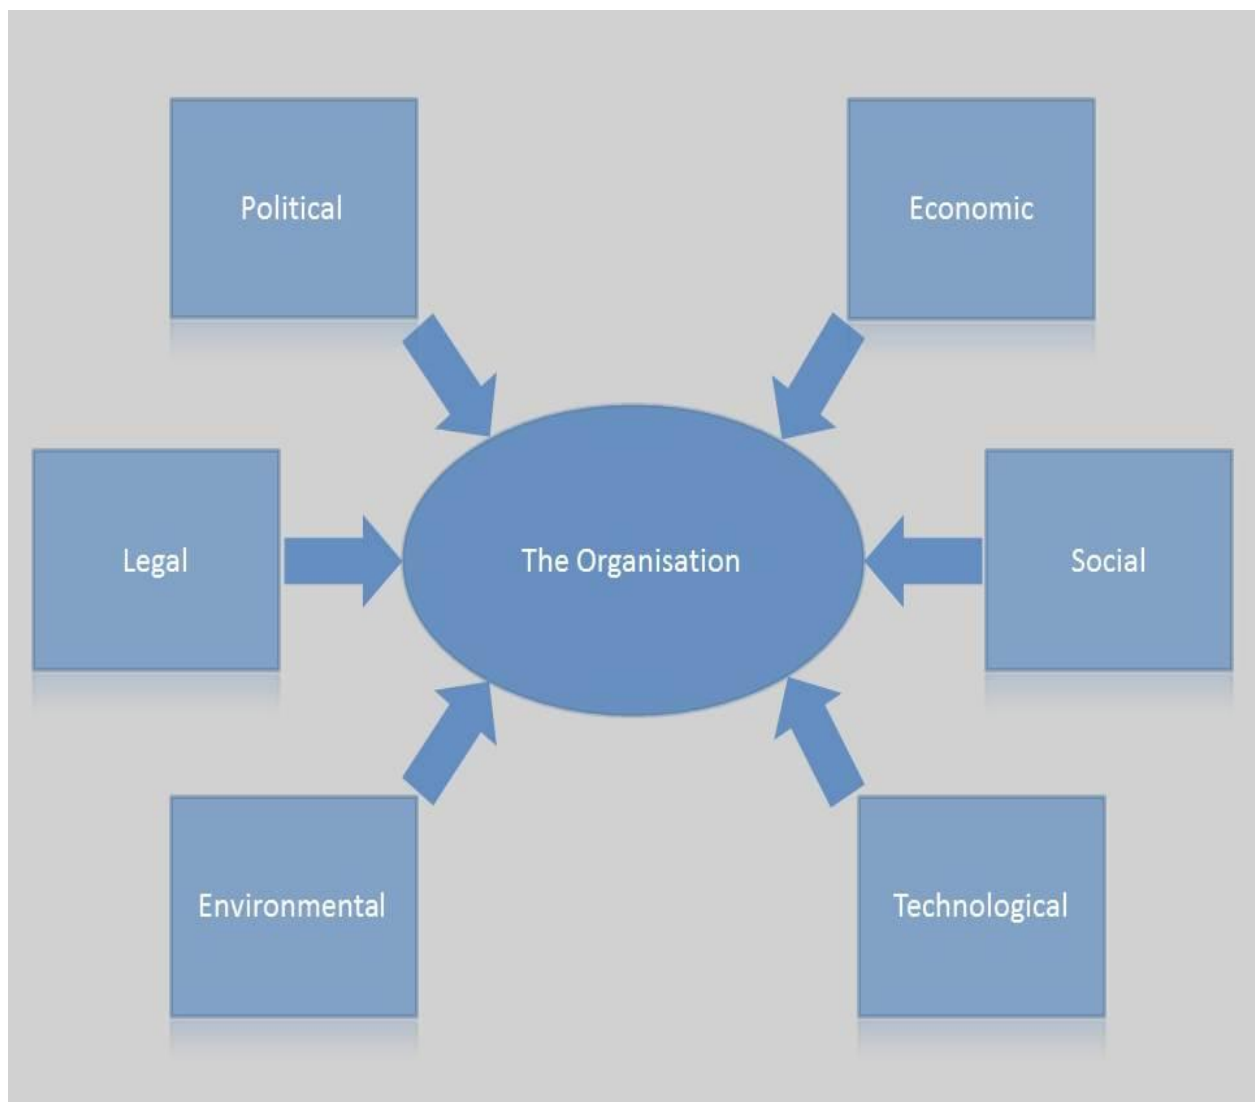 Political
Economic
Legal
The Organisation
Social
Environmental
Technological